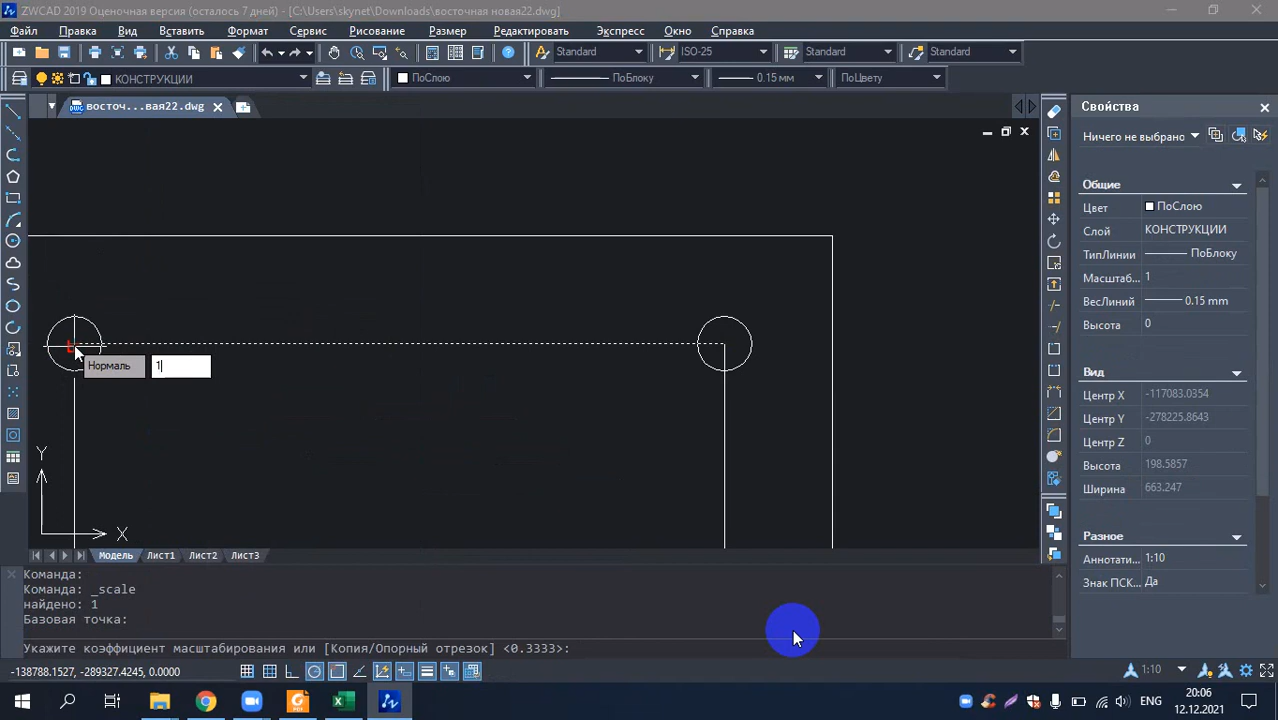 ZWCAD 2019 Оценочная версия (осталось 7 дней) - [C:\Users\skynet\Downloads\восточная новая22.dwg]
Файл Правка Вид Вставить Формат Сервис Рисование Размер Редактировать Экспресс Окно Справка
Standard ISO-25 Standard Standard
КОНСТРУКЦИИ ПоСлою ПоБлоку 0.15 мм ПоЦвету
восточ...вая22.dwg
Свойства
Ничего не выбрано
Общие
Цвет ПоСлою
Слой КОНСТРУКЦИИ
ТипЛинии ПоБлоку
Масштаб... 1
ВесЛиний 0.15 mm
Высота 0
Вид
Центр X -117083.0354
Центр Y -278225.8643
Центр Z 0
Высота 198.5857
Ширина 663.247
Разное
Аннотати... 1:10
Знак ПСК... Да
Нормаль 1
Y
X
Модель Лист1 Лист2 Лист3
Команда:
Команда: _scale
найдено: 1
Базовая точка:
Укажите коэффициент масштабирования или [Копия/Опорный отрезок] <0.3333>:
-138788.1527, -289327.4245, 0.0000 1:10
ENG 20:06
12.12.2021